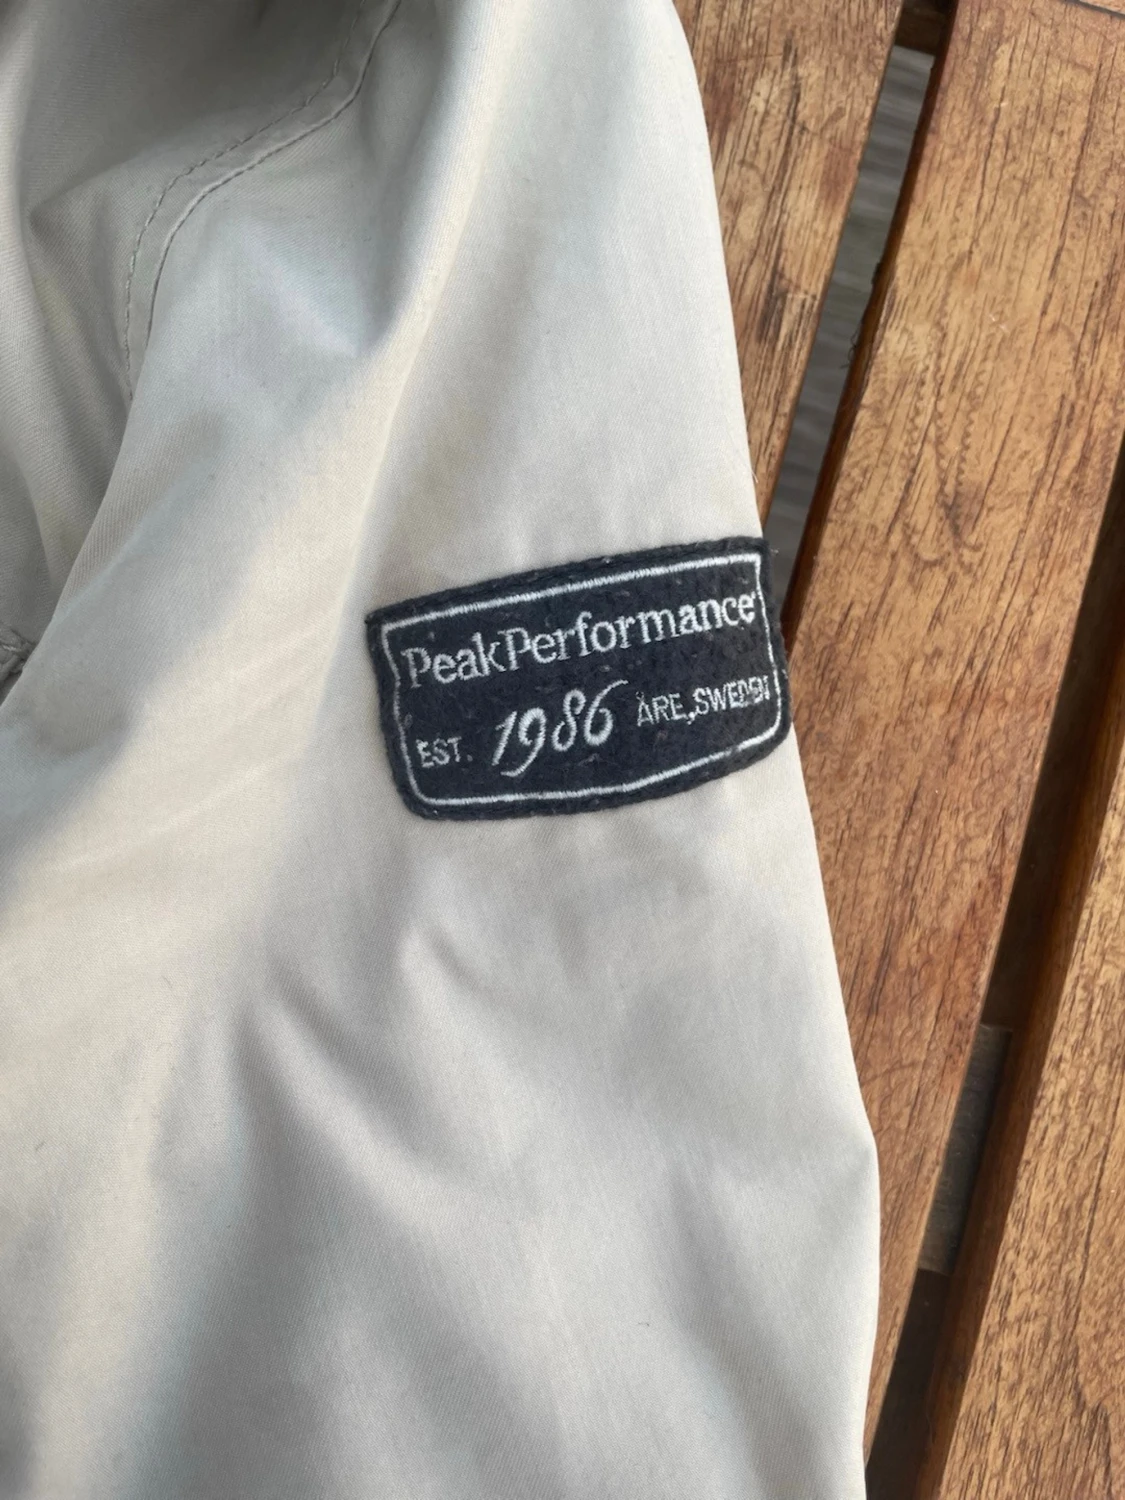 PeakPerformance
EST. 1986 ÅRE,SWEDEN